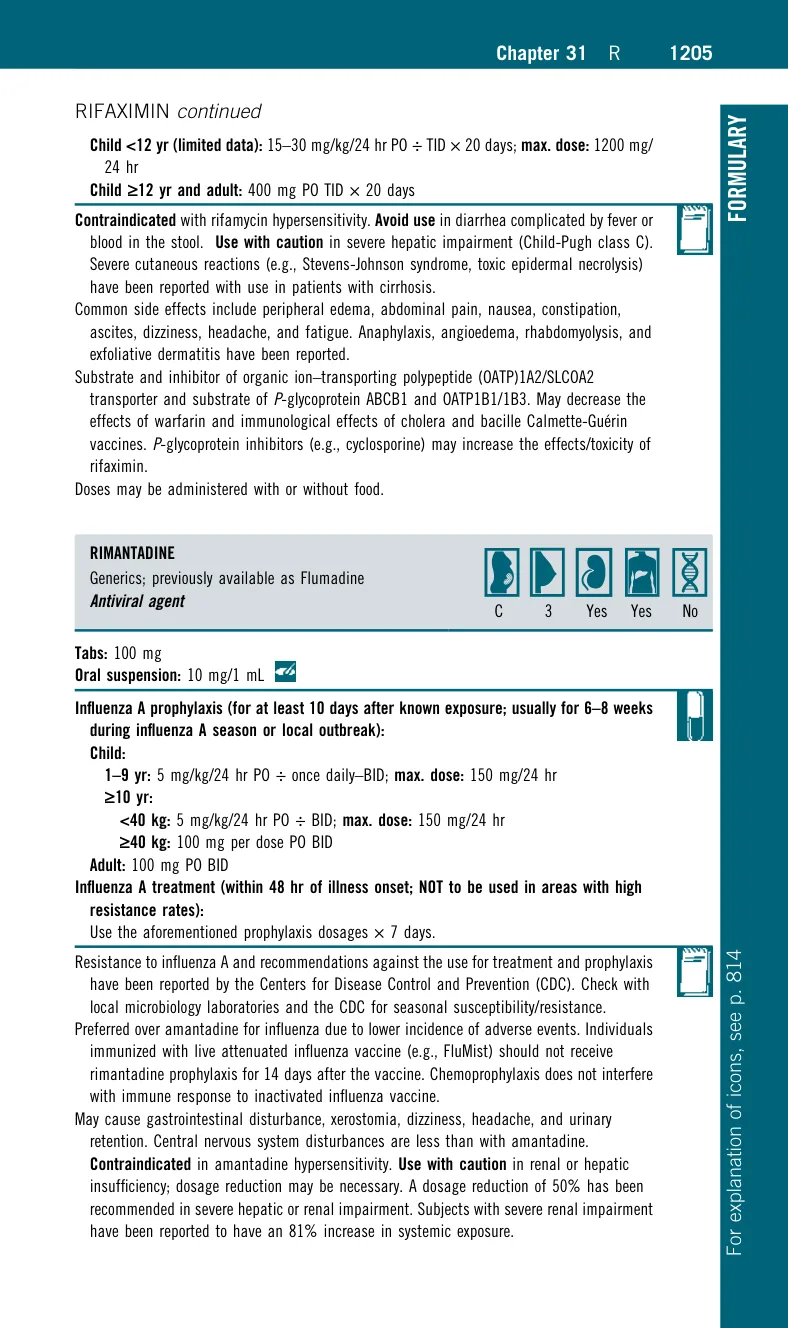 Chapter 31 R 1205
RIFAXIMIN continued
Child <12 yr (limited data): 15–30 mg/kg/24 hr PO ÷ TID × 20 days; max. dose: 1200 mg/
24 hr
Child ≥12 yr and adult: 400 mg PO TID × 20 days
Contraindicated with rifamycin hypersensitivity. Avoid use in diarrhea complicated by fever or
blood in the stool. Use with caution in severe hepatic impairment (Child-Pugh class C).
Severe cutaneous reactions (e.g., Stevens-Johnson syndrome, toxic epidermal necrolysis)
have been reported with use in patients with cirrhosis.
Common side effects include peripheral edema, abdominal pain, nausea, constipation,
ascites, dizziness, headache, and fatigue. Anaphylaxis, angioedema, rhabdomyolysis, and
exfoliative dermatitis have been reported.
Substrate and inhibitor of organic ion–transporting polypeptide (OATP)1A2/SLCOA2
transporter and substrate of P-glycoprotein ABCB1 and OATP1B1/1B3. May decrease the
effects of warfarin and immunological effects of cholera and bacille Calmette-Guérin
vaccines. P-glycoprotein inhibitors (e.g., cyclosporine) may increase the effects/toxicity of
rifaximin.
Doses may be administered with or without food.
RIMANTADINE
Generics; previously available as Flumadine
Antiviral agent
C 3 Yes Yes No
Tabs: 100 mg
Oral suspension: 10 mg/1 mL
Influenza A prophylaxis (for at least 10 days after known exposure; usually for 6–8 weeks
during influenza A season or local outbreak):
Child:
1–9 yr: 5 mg/kg/24 hr PO ÷ once daily–BID; max. dose: 150 mg/24 hr
≥10 yr:
<40 kg: 5 mg/kg/24 hr PO ÷ BID; max. dose: 150 mg/24 hr
≥40 kg: 100 mg per dose PO BID
Adult: 100 mg PO BID
Influenza A treatment (within 48 hr of illness onset; NOT to be used in areas with high
resistance rates):
Use the aforementioned prophylaxis dosages × 7 days.
Resistance to influenza A and recommendations against the use for treatment and prophylaxis
have been reported by the Centers for Disease Control and Prevention (CDC). Check with
local microbiology laboratories and the CDC for seasonal susceptibility/resistance.
Preferred over amantadine for influenza due to lower incidence of adverse events. Individuals
immunized with live attenuated influenza vaccine (e.g., FluMist) should not receive
rimantadine prophylaxis for 14 days after the vaccine. Chemoprophylaxis does not interfere
with immune response to inactivated influenza vaccine.
May cause gastrointestinal disturbance, xerostomia, dizziness, headache, and urinary
retention. Central nervous system disturbances are less than with amantadine.
Contraindicated in amantadine hypersensitivity. Use with caution in renal or hepatic
insufficiency; dosage reduction may be necessary. A dosage reduction of 50% has been
recommended in severe hepatic or renal impairment. Subjects with severe renal impairment
have been reported to have an 81% increase in systemic exposure.
FORMULARY
For explanation of icons, see p. 814